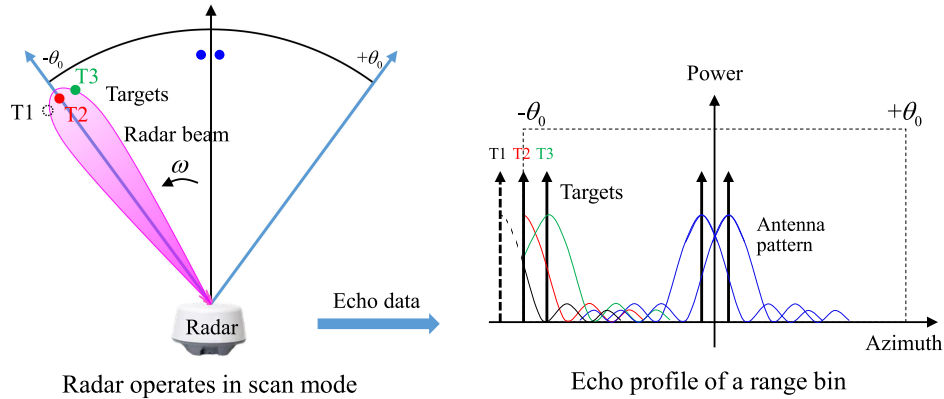 -θ₀
+θ₀
T3
Targets
T1
T2
Radar beam
ω
Radar
Echo data
Radar operates in scan mode
Power
-θ₀
+θ₀
T1 T2 T3
Targets
Antenna
pattern
Azimuth
Echo profile of a range bin